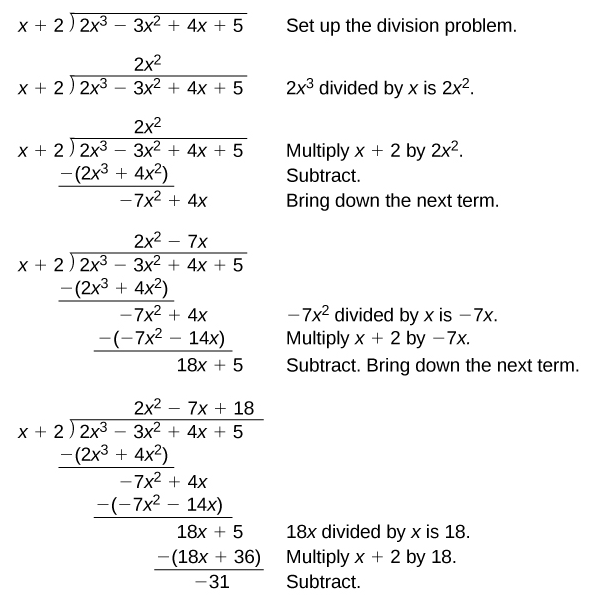 x + 2 ) 2x³ − 3x² + 4x + 5 Set up the division problem.
2x²
x + 2 ) 2x³ − 3x² + 4x + 5 2x³ divided by x is 2x².
2x²
x + 2 ) 2x³ − 3x² + 4x + 5 Multiply x + 2 by 2x².
−(2x³ + 4x²) Subtract.
−7x² + 4x Bring down the next term.
2x² − 7x
x + 2 ) 2x³ − 3x² + 4x + 5
−(2x³ + 4x²)
−7x² + 4x −7x² divided by x is −7x.
−(−7x² − 14x) Multiply x + 2 by −7x.
18x + 5 Subtract. Bring down the next term.
2x² − 7x + 18
x + 2 ) 2x³ − 3x² + 4x + 5
−(2x³ + 4x²)
−7x² + 4x
−(−7x² − 14x)
18x + 5 18x divided by x is 18.
−(18x + 36) Multiply x + 2 by 18.
−31 Subtract.